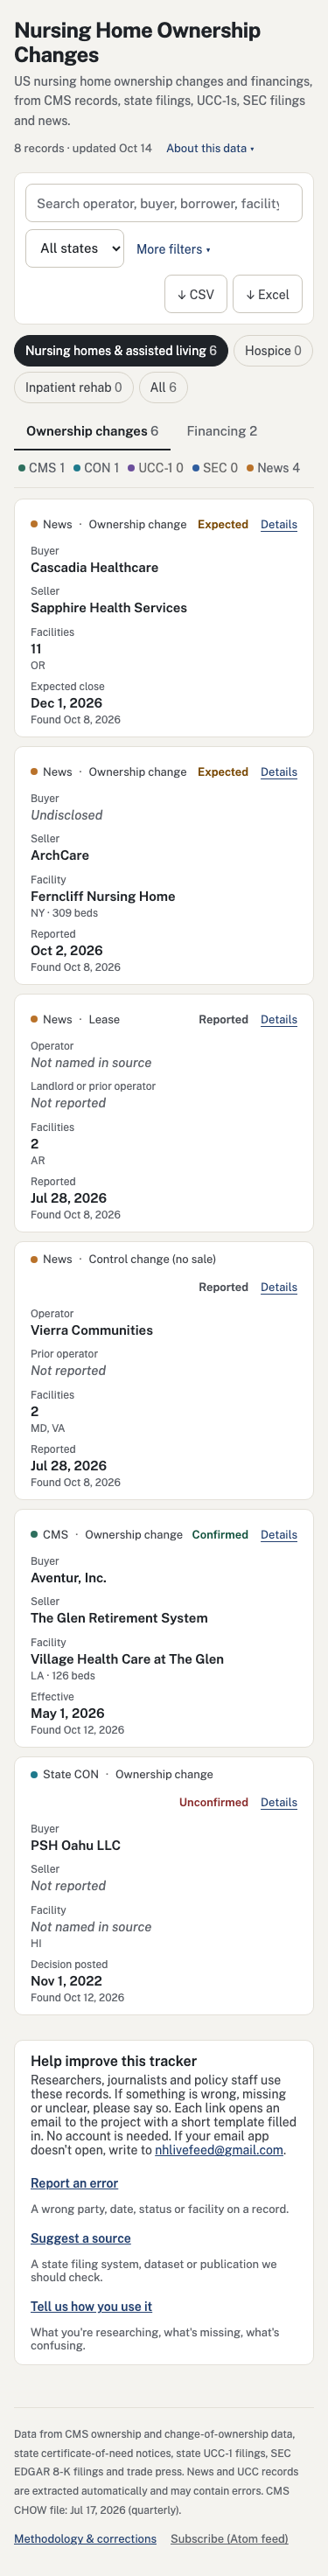 Nursing Home Ownership
Changes
US nursing home ownership changes and financings,
from CMS records, state filings, UCC-1s, SEC filings
and news.
8 records · updated Oct 14 About this data ▾
Search operator, buyer, borrower, facility
All states More filters ▾
↓ CSV ↓ Excel
Nursing homes & assisted living 6 Hospice 0
Inpatient rehab 0 All 6
Ownership changes 6 Financing 2
CMS 1 CON 1 UCC-1 0 SEC 0 News 4
News · Ownership change Expected Details
Buyer
Cascadia Healthcare
Seller
Sapphire Health Services
Facilities
11
OR
Expected close
Dec 1, 2026
Found Oct 8, 2026
News · Ownership change Expected Details
Buyer
Undisclosed
Seller
ArchCare
Facility
Ferncliff Nursing Home
NY · 309 beds
Reported
Oct 2, 2026
Found Oct 8, 2026
News · Lease Reported Details
Operator
Not named in source
Landlord or prior operator
Not reported
Facilities
2
AR
Reported
Jul 28, 2026
Found Oct 8, 2026
News · Control change (no sale)
Reported Details
Operator
Vierra Communities
Prior operator
Not reported
Facilities
2
MD, VA
Reported
Jul 28, 2026
Found Oct 8, 2026
CMS · Ownership change Confirmed Details
Buyer
Aventur, Inc.
Seller
The Glen Retirement System
Facility
Village Health Care at The Glen
LA · 126 beds
Effective
May 1, 2026
Found Oct 12, 2026
State CON · Ownership change
Unconfirmed Details
Buyer
PSH Oahu LLC
Seller
Not reported
Facility
Not named in source
HI
Decision posted
Nov 1, 2022
Found Oct 12, 2026
Help improve this tracker
Researchers, journalists and policy staff use
these records. If something is wrong, missing
or unclear, please say so. Each link opens an
email to the project with a short template filled
in. No account is needed. If your email app
doesn't open, write to nhlivefeed@gmail.com.
Report an error
A wrong party, date, status or facility on a record.
Suggest a source
A state filing system, dataset or publication we
should check.
Tell us how you use it
What you're researching, what's missing, what's
confusing.
Data from CMS ownership and change-of-ownership data,
state certificate-of-need notices, state UCC-1 filings, SEC
EDGAR 8-K filings and trade press. News and UCC records
are extracted automatically and may contain errors. CMS
CHOW file: Jul 17, 2026 (quarterly).
Methodology & corrections Subscribe (Atom feed)